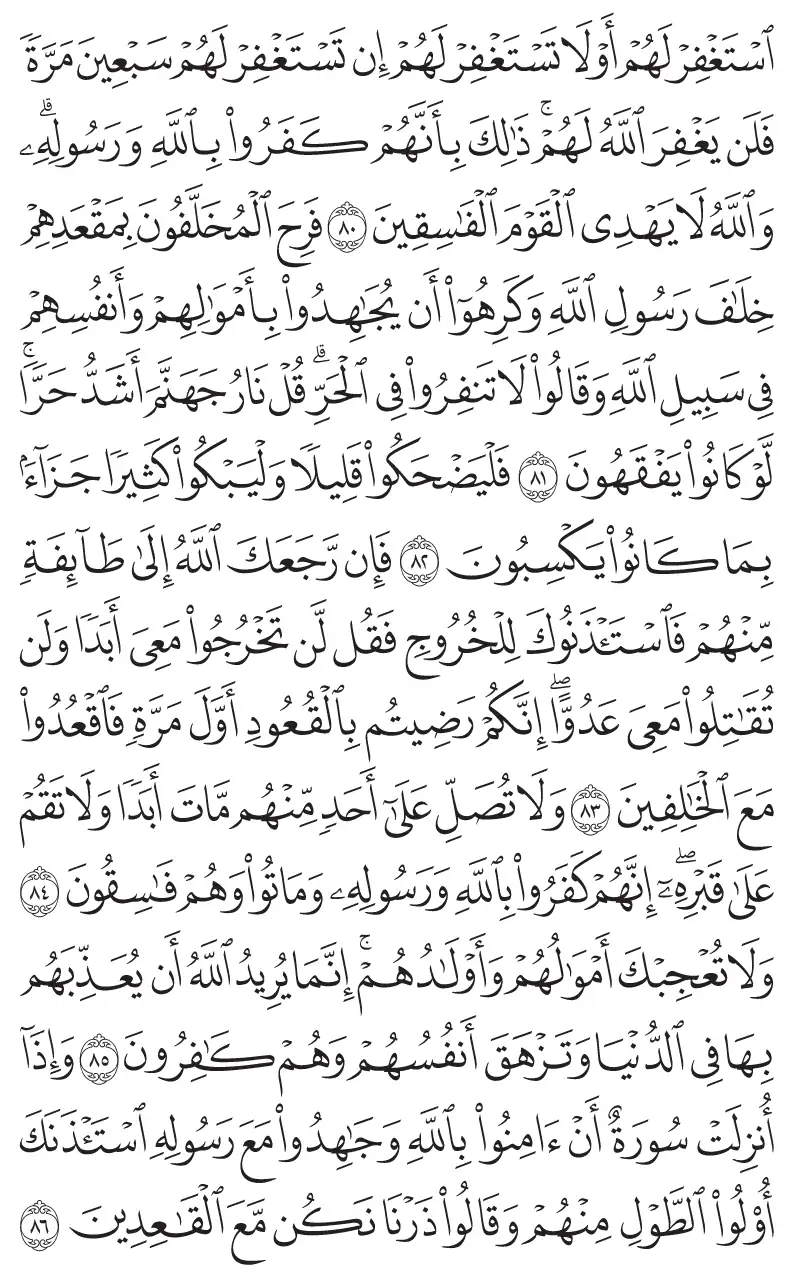 ٱسۡتَغۡفِرۡ لَهُمۡ أَوۡ لَا تَسۡتَغۡفِرۡ لَهُمۡ إِن تَسۡتَغۡفِرۡ لَهُمۡ سَبۡعِينَ مَرَّةٗ
فَلَن يَغۡفِرَ ٱللَّهُ لَهُمۡۚ ذَٰلِكَ بِأَنَّهُمۡ كَفَرُواْ بِٱللَّهِ وَرَسُولِهِۦۗ
وَٱللَّهُ لَا يَهۡدِي ٱلۡقَوۡمَ ٱلۡفَٰسِقِينَ ٨٠ فَرِحَ ٱلۡمُخَلَّفُونَ بِمَقۡعَدِهِمۡ
خِلَٰفَ رَسُولِ ٱللَّهِ وَكَرِهُوٓاْ أَن يُجَٰهِدُواْ بِأَمۡوَٰلِهِمۡ وَأَنفُسِهِمۡ
فِي سَبِيلِ ٱللَّهِ وَقَالُواْ لَا تَنفِرُواْ فِي ٱلۡحَرِّۗ قُلۡ نَارُ جَهَنَّمَ أَشَدُّ حَرّٗاۚ
لَّوۡ كَانُواْ يَفۡقَهُونَ ٨١ فَلۡيَضۡحَكُواْ قَلِيلٗا وَلۡيَبۡكُواْ كَثِيرٗا جَزَآءَۢ
بِمَا كَانُواْ يَكۡسِبُونَ ٨٢ فَإِن رَّجَعَكَ ٱللَّهُ إِلَىٰ طَآئِفَةٖ
مِّنۡهُمۡ فَٱسۡتَـٔۡذَنُوكَ لِلۡخُرُوجِ فَقُل لَّن تَخۡرُجُواْ مَعِيَ أَبَدٗا وَلَن
تُقَٰتِلُواْ مَعِيَ عَدُوًّاۖ إِنَّكُمۡ رَضِيتُم بِٱلۡقُعُودِ أَوَّلَ مَرَّةٖ فَٱقۡعُدُواْ
مَعَ ٱلۡخَٰلِفِينَ ٨٣ وَلَا تُصَلِّ عَلَىٰٓ أَحَدٖ مِّنۡهُم مَّاتَ أَبَدٗا وَلَا تَقُمۡ
عَلَىٰ قَبۡرِهِۦٓۖ إِنَّهُمۡ كَفَرُواْ بِٱللَّهِ وَرَسُولِهِۦ وَمَاتُواْ وَهُمۡ فَٰسِقُونَ ٨٤
وَلَا تُعۡجِبۡكَ أَمۡوَٰلُهُمۡ وَأَوۡلَٰدُهُمۡۚ إِنَّمَا يُرِيدُ ٱللَّهُ أَن يُعَذِّبَهُم
بِهَا فِي ٱلدُّنۡيَا وَتَزۡهَقَ أَنفُسُهُمۡ وَهُمۡ كَٰفِرُونَ ٨٥ وَإِذَآ
أُنزِلَتۡ سُورَةٌ أَنۡ ءَامِنُواْ بِٱللَّهِ وَجَٰهِدُواْ مَعَ رَسُولِهِ ٱسۡتَـٔۡذَنَكَ
أُوْلُواْ ٱلطَّوۡلِ مِنۡهُمۡ وَقَالُواْ ذَرۡنَا نَكُن مَّعَ ٱلۡقَٰعِدِينَ ٨٦